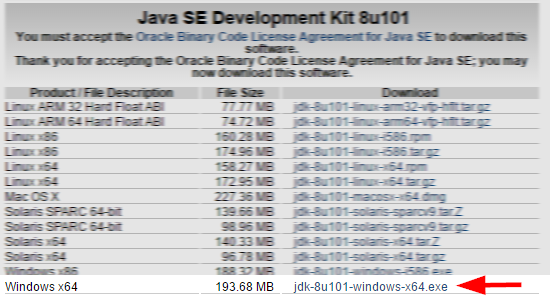 Java SE Development Kit 8u101
You must accept the Oracle Binary Code License Agreement for Java SE to download this
software.
Thank you for accepting the Oracle Binary Code License Agreement for Java SE; you may
now download this software.
Product / File Description File Size Download
Linux ARM 32 Hard Float ABI 77.77 MB jdk-8u101-linux-arm32-vfp-hflt.tar.gz
Linux ARM 64 Hard Float ABI 74.72 MB jdk-8u101-linux-arm64-vfp-hflt.tar.gz
Linux x86 160.28 MB jdk-8u101-linux-i586.rpm
Linux x86 174.96 MB jdk-8u101-linux-i586.tar.gz
Linux x64 158.27 MB jdk-8u101-linux-x64.rpm
Linux x64 172.95 MB jdk-8u101-linux-x64.tar.gz
Mac OS X 227.36 MB jdk-8u101-macosx-x64.dmg
Solaris SPARC 64-bit 139.66 MB jdk-8u101-solaris-sparcv9.tar.Z
Solaris SPARC 64-bit 98.96 MB jdk-8u101-solaris-sparcv9.tar.gz
Solaris x64 140.33 MB jdk-8u101-solaris-x64.tar.Z
Solaris x64 96.78 MB jdk-8u101-solaris-x64.tar.gz
Windows x86 188.32 MB jdk-8u101-windows-i586.exe
Windows x64 193.68 MB jdk-8u101-windows-x64.exe